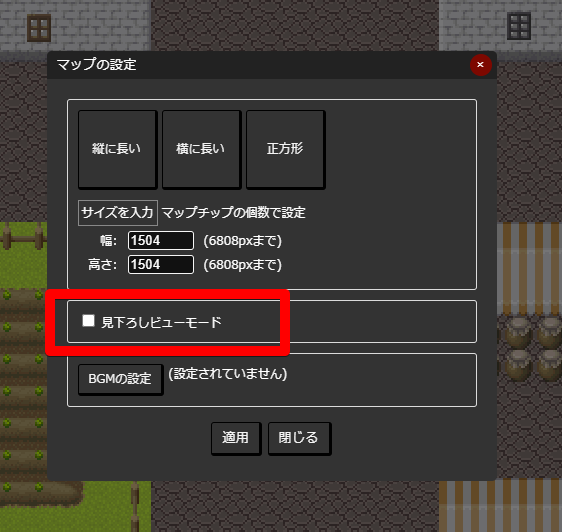 マップの設定
×
縦に長い 横に長い 正方形
サイズを入力 マップチップの個数で設定
幅: 1504 (6808pxまで)
高さ: 1504 (6808pxまで)
見下ろしビューモード
BGMの設定 (設定されていません)
適用 閉じる